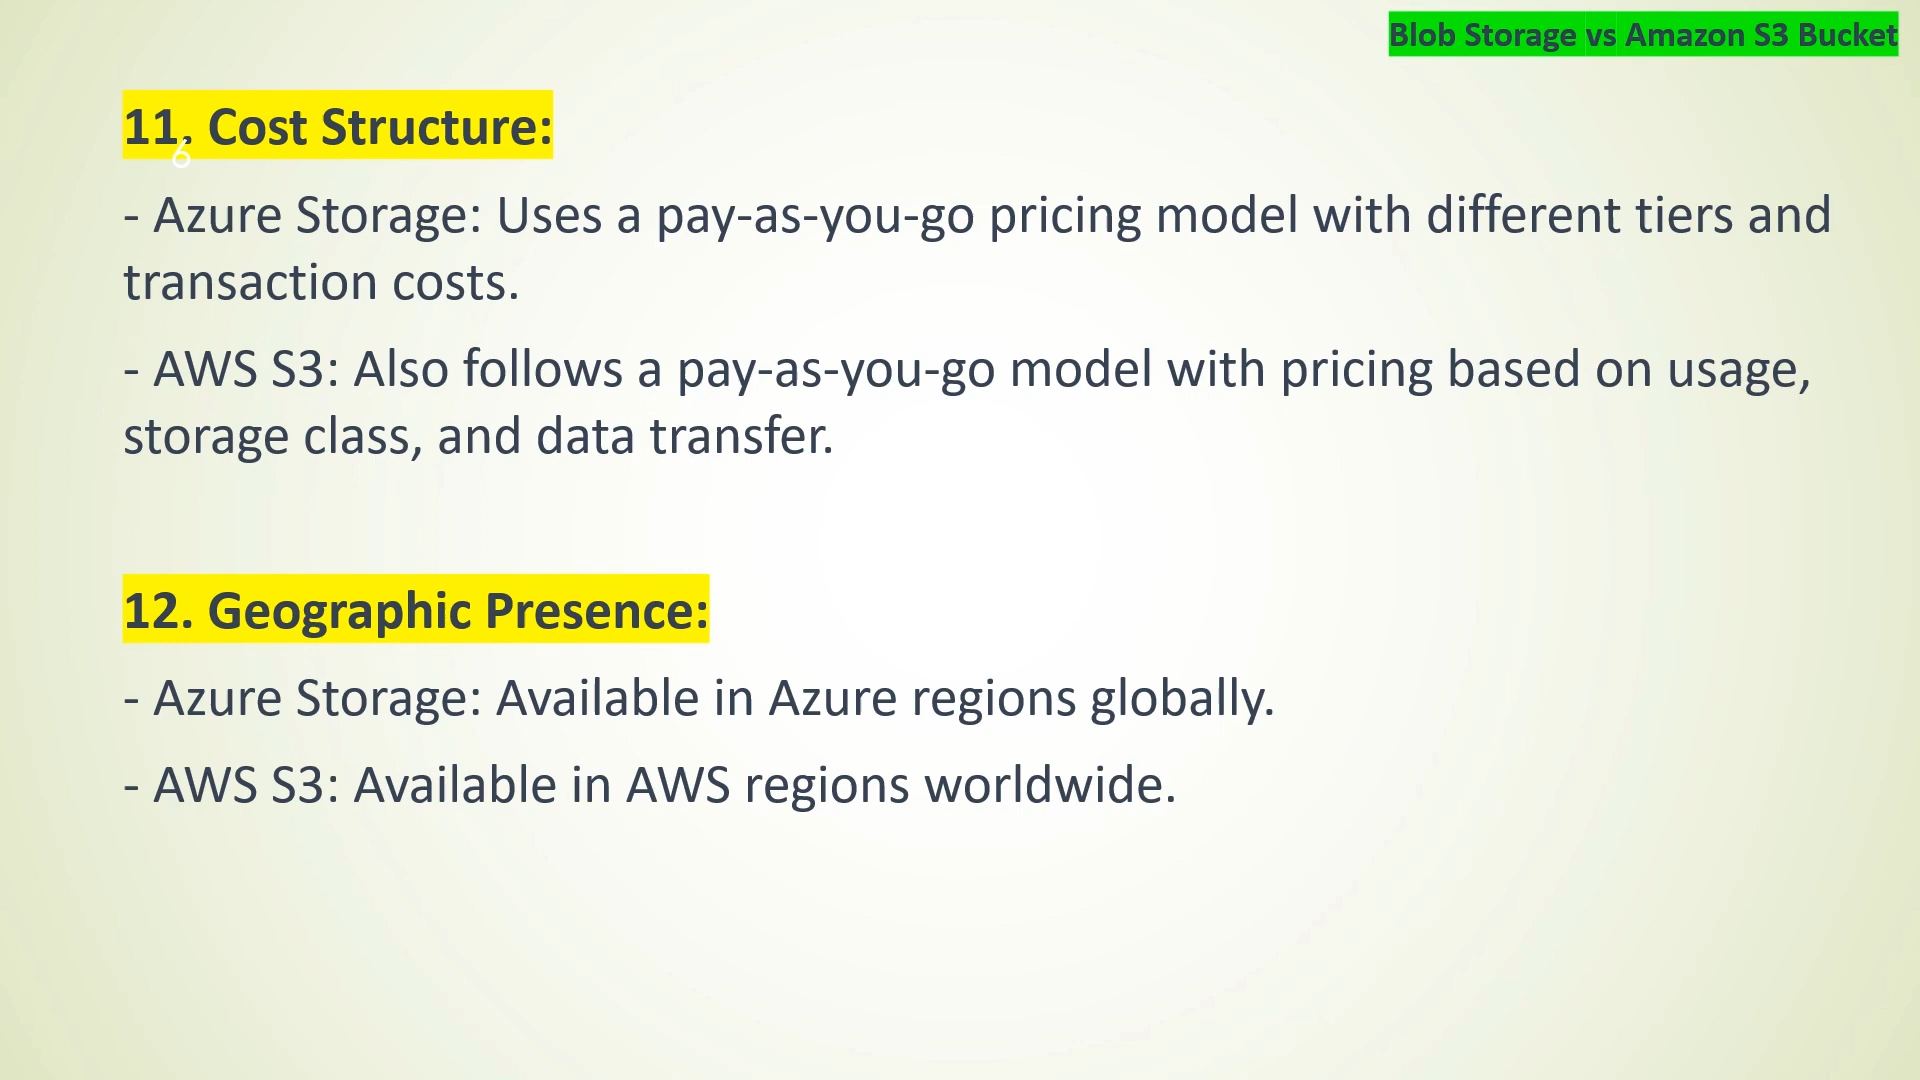 Blob Storage vs Amazon S3 Bucket
11. Cost Structure:
6
- Azure Storage: Uses a pay-as-you-go pricing model with different tiers and
transaction costs.
- AWS S3: Also follows a pay-as-you-go model with pricing based on usage,
storage class, and data transfer.
12. Geographic Presence:
- Azure Storage: Available in Azure regions globally.
- AWS S3: Available in AWS regions worldwide.